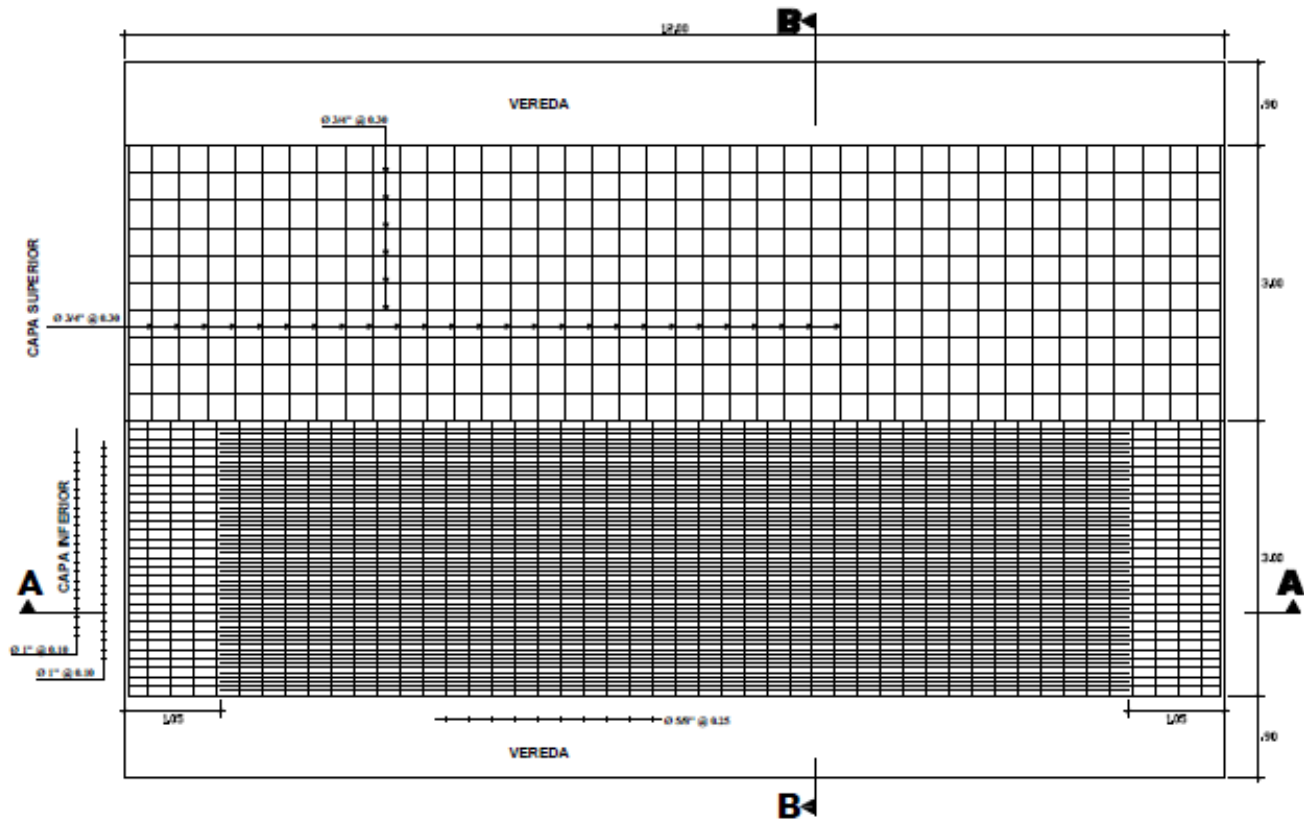 B
12,00
VEREDA
.90
Ø 3/4" @ 0.30
CAPA SUPERIOR
3,00
Ø 3/4" @ 0.30
CAPA INFERIOR
3,00
A
A
Ø 1" @ 0.10
Ø 1" @ 0.10
1,05
Ø 5/8" @ 0.25
1,05
.90
VEREDA
B